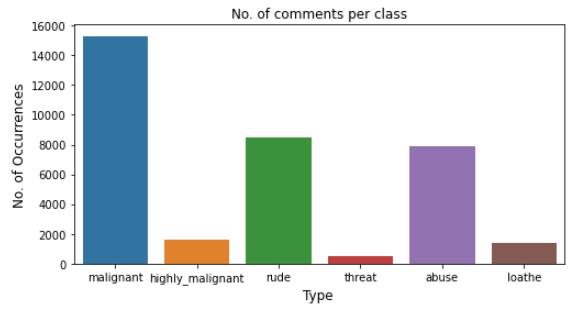 No. of comments per class
No. of Occurrences
16000
14000
12000
10000
8000
6000
4000
2000
0
malignant highly_malignant rude threat abuse loathe
Type